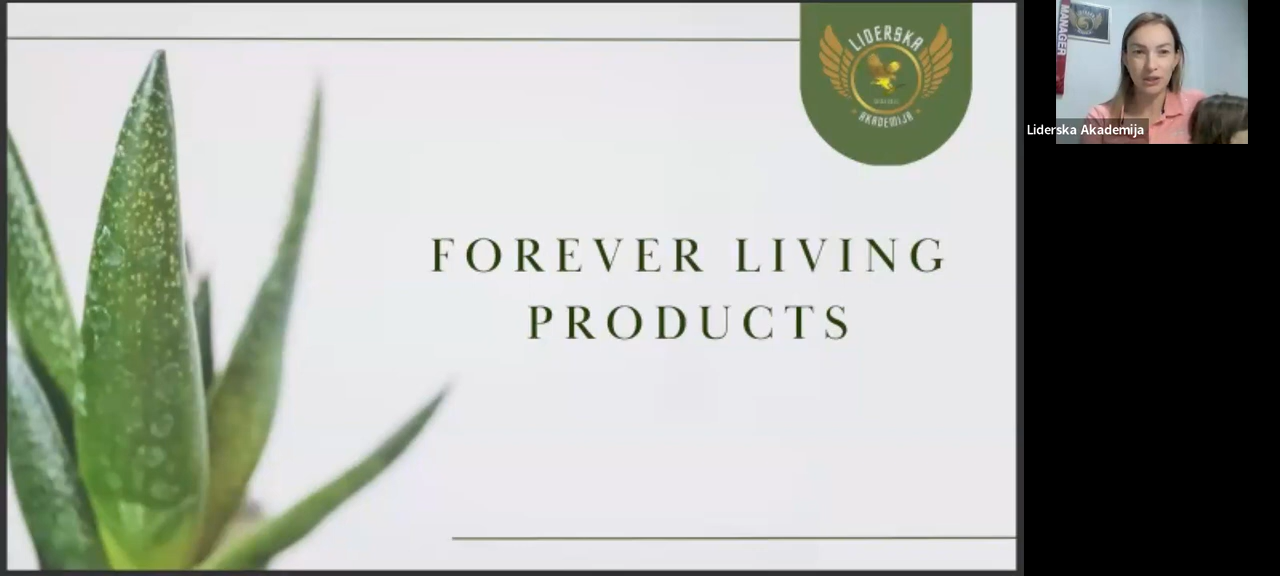 LIDERSKA
AKADEMIJA
FOREVER LIVING
PRODUCTS
MANAGER
Liderska Akademija